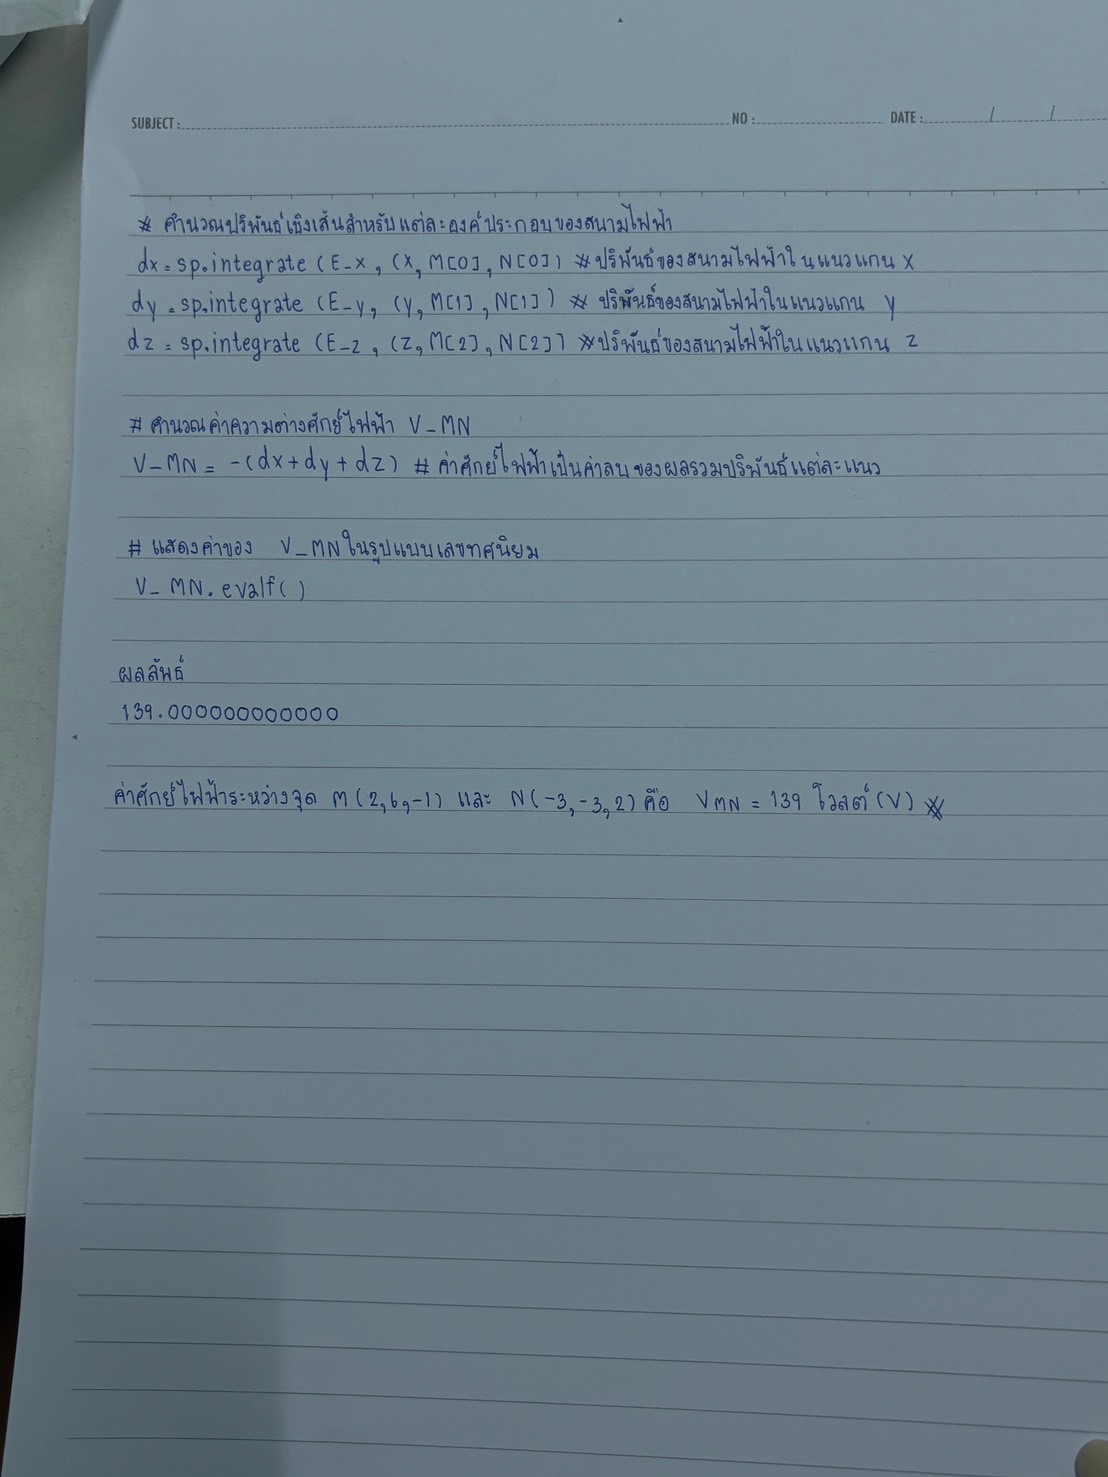 SUBJECT : NO : DATE : / /
* คำนวณปริพันธ์เชิงเส้นสำหรับแต่ละองค์ประกอบของสนามไฟฟ้า
dx = sp.integrate (E_x, (x, M[0], N[0]) * ปริพันธ์ของสนามไฟฟ้าในแนวแกน x
dy = sp.integrate (E_y, (y, M[1], N[1]) * ปริพันธ์ของสนามไฟฟ้าในแนวแกน y
dz = sp.integrate (E_z, (z, M[2], N[2]) * ปริพันธ์ของสนามไฟฟ้าในแนวแกน z
# คำนวณค่าความต่างศักย์ไฟฟ้า V_MN
V_MN = -(dx+dy+dz) # ค่าศักย์ไฟฟ้าเป็นค่าลบของผลรวมปริพันธ์แต่ละแนว
# แสดงค่าของ V_MN ในรูปแบบเลขทศนิยม
V_MN.evalf()
ผลลัพธ์
139.000000000000
ค่าศักย์ไฟฟ้าระหว่างจุด M(2,6,-1) และ N(-3,-3,2) คือ VMN = 139 โวลต์ (V) *